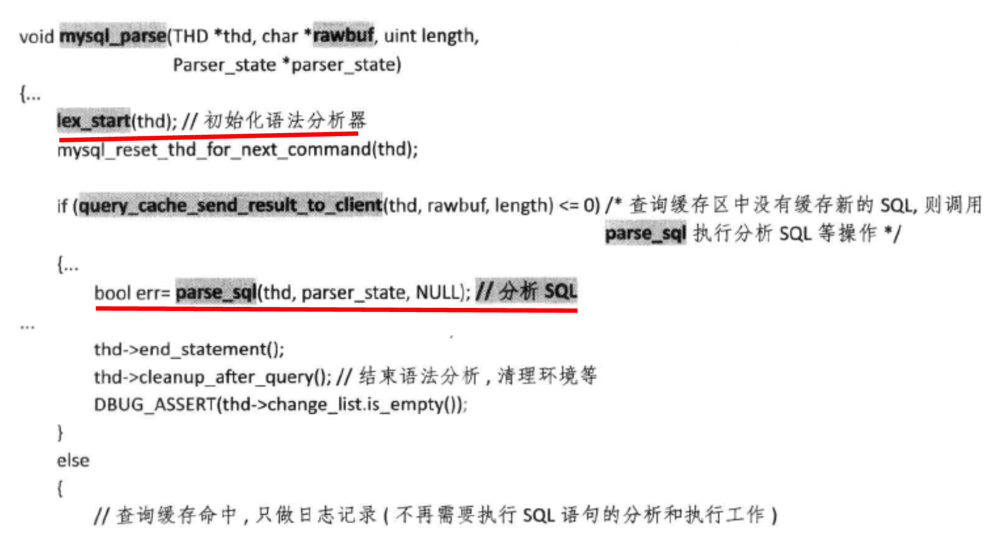 void mysql_parse(THD *thd, char *rawbuf, uint length,
Parser_state *parser_state)
{...
lex_start(thd); // 初始化语法分析器
mysql_reset_thd_for_next_command(thd);
if (query_cache_send_result_to_client(thd, rawbuf, length) <= 0) /* 查询缓存区中没有缓存新的 SQL, 则调用
parse_sql 执行分析 SQL 等操作 */
{...
bool err= parse_sql(thd, parser_state, NULL); // 分析 SQL
...
thd->end_statement();
thd->cleanup_after_query(); // 结束语法分析 , 清理环境等
DBUG_ASSERT(thd->change_list.is_empty());
}
else
{
// 查询缓存命中 , 只做日志记录 ( 不再需要执行 SQL 语句的分析和执行工作 )